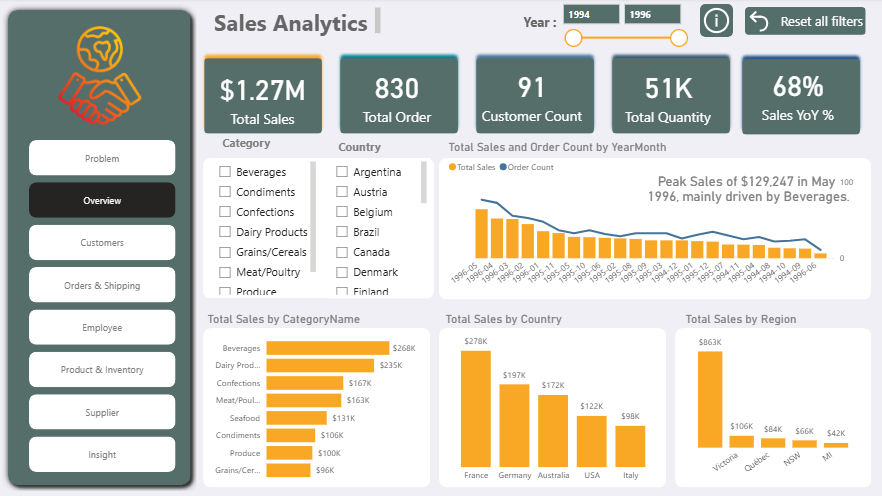 Sales Analytics
Year :
1994
1996
Reset all filters
$1.27M
Total Sales
830
Total Order
91
Customer Count
51K
Total Quantity
68%
Sales YoY %
Problem
Overview
Customers
Orders & Shipping
Employee
Product & Inventory
Supplier
Insight
Category
Beverages
Condiments
Confections
Dairy Products
Grains/Cereals
Meat/Poultry
Produce
Country
Argentina
Austria
Belgium
Brazil
Canada
Denmark
Finland
Total Sales and Order Count by YearMonth
Total Sales
Order Count
Peak Sales of $129,247 in May
1996, mainly driven by Beverages.
100
0
1996-05
1996-04
1996-03
1996-02
1996-01
1995-11
1995-05
1995-10
1995-06
1995-02
1995-08
1995-09
1995-03
1994-12
1995-01
1995-12
1995-07
1994-11
1995-04
1994-08
1994-10
1994-09
1996-06
Total Sales by CategoryName
Beverages $268K
Dairy Prod... $235K
Confections $167K
Meat/Poul... $163K
Seafood $131K
Condiments $106K
Produce $100K
Grains/Cer... $96K
Total Sales by Country
$278K
$197K
$172K
$122K
$98K
France
Germany
Australia
USA
Italy
Total Sales by Region
$863K
$106K
$84K
$66K
$42K
Victoria
Québec
NSW
MI